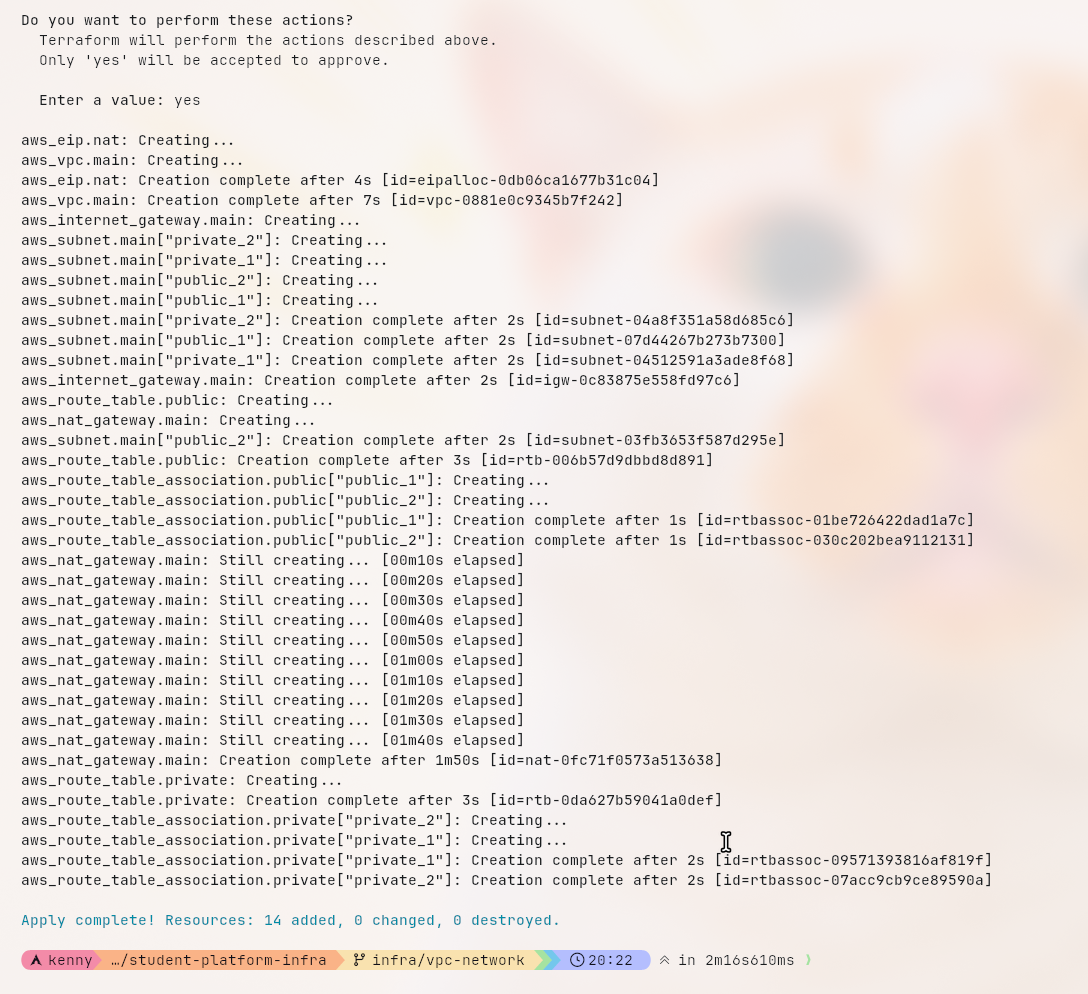 Do you want to perform these actions?
  Terraform will perform the actions described above.
  Only 'yes' will be accepted to approve.

  Enter a value: yes

aws_eip.nat: Creating...
aws_vpc.main: Creating...
aws_eip.nat: Creation complete after 4s [id=eipalloc-0db06ca1677b31c04]
aws_vpc.main: Creation complete after 7s [id=vpc-0881e0c9345b7f242]
aws_internet_gateway.main: Creating...
aws_subnet.main["private_2"]: Creating...
aws_subnet.main["private_1"]: Creating...
aws_subnet.main["public_2"]: Creating...
aws_subnet.main["public_1"]: Creating...
aws_subnet.main["private_2"]: Creation complete after 2s [id=subnet-04a8f351a58d685c6]
aws_subnet.main["public_1"]: Creation complete after 2s [id=subnet-07d44267b273b7300]
aws_subnet.main["private_1"]: Creation complete after 2s [id=subnet-04512591a3ade8f68]
aws_internet_gateway.main: Creation complete after 2s [id=igw-0c83875e558fd97c6]
aws_route_table.public: Creating...
aws_nat_gateway.main: Creating...
aws_subnet.main["public_2"]: Creation complete after 2s [id=subnet-03fb3653f587d295e]
aws_route_table.public: Creation complete after 3s [id=rtb-006b57d9dbbd8d891]
aws_route_table_association.public["public_1"]: Creating...
aws_route_table_association.public["public_2"]: Creating...
aws_route_table_association.public["public_1"]: Creation complete after 1s [id=rtbassoc-01be726422dad1a7c]
aws_route_table_association.public["public_2"]: Creation complete after 1s [id=rtbassoc-030c202bea9112131]
aws_nat_gateway.main: Still creating... [00m10s elapsed]
aws_nat_gateway.main: Still creating... [00m20s elapsed]
aws_nat_gateway.main: Still creating... [00m30s elapsed]
aws_nat_gateway.main: Still creating... [00m40s elapsed]
aws_nat_gateway.main: Still creating... [00m50s elapsed]
aws_nat_gateway.main: Still creating... [01m00s elapsed]
aws_nat_gateway.main: Still creating... [01m10s elapsed]
aws_nat_gateway.main: Still creating... [01m20s elapsed]
aws_nat_gateway.main: Still creating... [01m30s elapsed]
aws_nat_gateway.main: Still creating... [01m40s elapsed]
aws_nat_gateway.main: Creation complete after 1m50s [id=nat-0fc71f0573a513638]
aws_route_table.private: Creating...
aws_route_table.private: Creation complete after 3s [id=rtb-0da627b59041a0def]
aws_route_table_association.private["private_2"]: Creating...
aws_route_table_association.private["private_1"]: Creating...
aws_route_table_association.private["private_1"]: Creation complete after 2s [id=rtbassoc-09571393816af819f]
aws_route_table_association.private["private_2"]: Creation complete after 2s [id=rtbassoc-07acc9cb9ce89590a]

Apply complete! Resources: 14 added, 0 changed, 0 destroyed.

kenny …/student-platform-infra infra/vpc-network 20:22 in 2m16s610ms ⟩